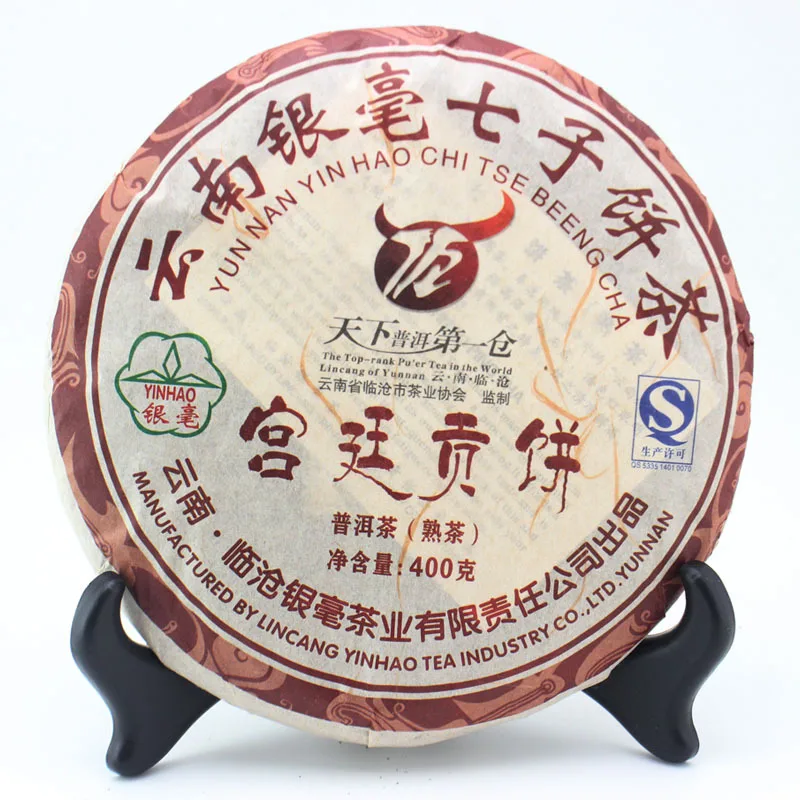 云南银毫七子饼茶
YUN NAN YIN HAO CHI TSE BEENG CHA
天下普洱第一仓
The Top-rank Pu'er Tea in the World
Lincang of Yunnan 云·南·临·沧
云南省临沧市茶业协会 监制
YINHAO
银毫
S
生产许可
QS 5335 1401 0070
宫廷贡饼
普洱茶（熟茶）
净含量:400克
云南·临沧银毫茶业有限责任公司出品
MANUFACTURED BY LINCANG YINHAO TEA INDUSTRY CO.,LTD.YUNNAN